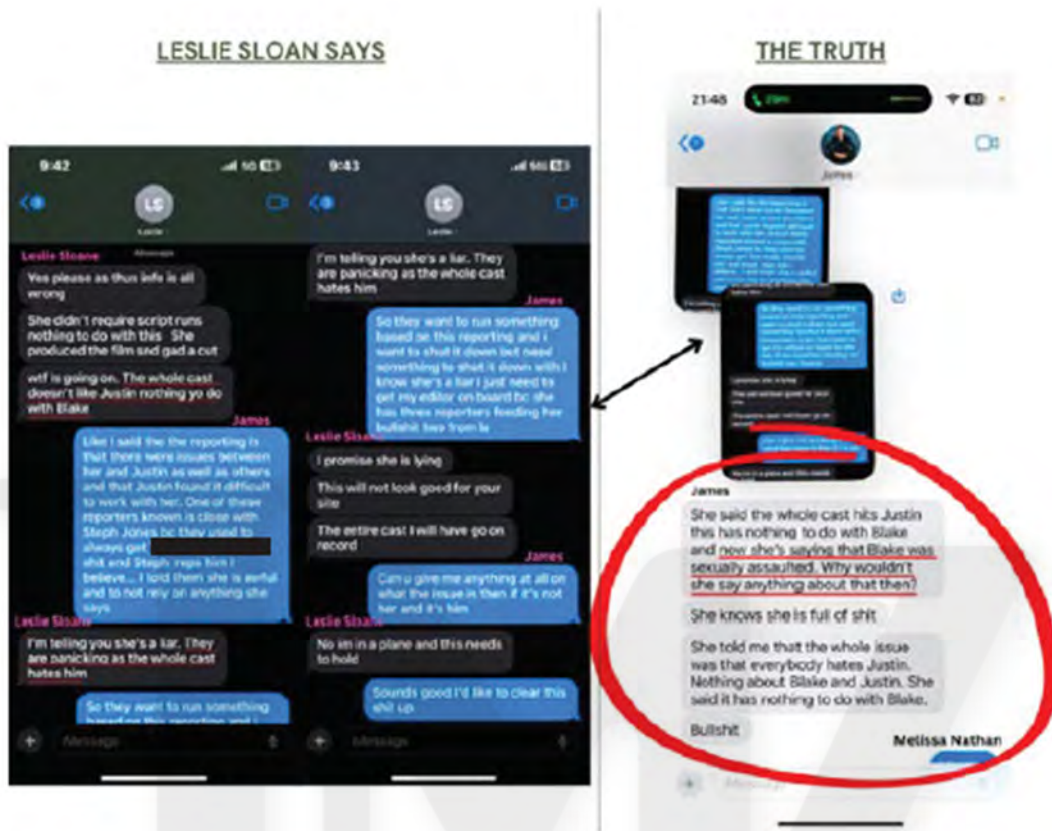 LESLIE SLOAN SAYS
9:42
5G
LS
Leslie
iMessage
Leslie Sloane
Yes please as thus info is all
wrong
She didn't require script runs
nothing to do with this She
produced the film snd gad a cut
wtf is going on. The whole cast
doesn't like Justin nothing yo do
with Blake
James
Like I said the the reporting is
that there were issues between
her and Justin as well as others
and that Justin found it difficult
to work with her. One of these
reporters known is close with
Steph Jones bc they used to
always get
shit end Steph reps him I
believe... I told them she is awful
and to not rely on anything she
says
Leslie Sloane
I'm telling you she's a liar. They
are panicking as the whole cast
hates him
So they want to run something
based on this reporting and i
Message
9:43
LS
Leslie
I'm telling you she's a liar. They
are panicking as the whole cast
hates him
James
So they want to run something
based on this reporting and i
want to shut it down but need
something to shut it down with I
know she's a liar I just need to
get my editor on board bc she
has three reporters feeding her
bullshit two from la
Leslie Sloane
I promise she is lying
This will not look good for your
site
The eetire cast I will have go on
record
James
Can u give me anything at all on
what the issue is then if it's not
her and it's him
Leslie Sloane
No im in a plane and this needs
to hold
Sounds good I'd like to clear this
shit up
Message
THE TRUTH
21:48
James
James
She said the whole cast hits Justin
this has nothing to do with Blake
and now she's saying that Blake was
sexually assaulted. Why wouldn't
she say anything about that then?
She knows she is full of shit
She told me that the whole issue
was that everybody hates Justin.
Nothing about Blake and Justin. She
said it has nothing to do with Blake.
Bullshit
Melissa Nathan
Message